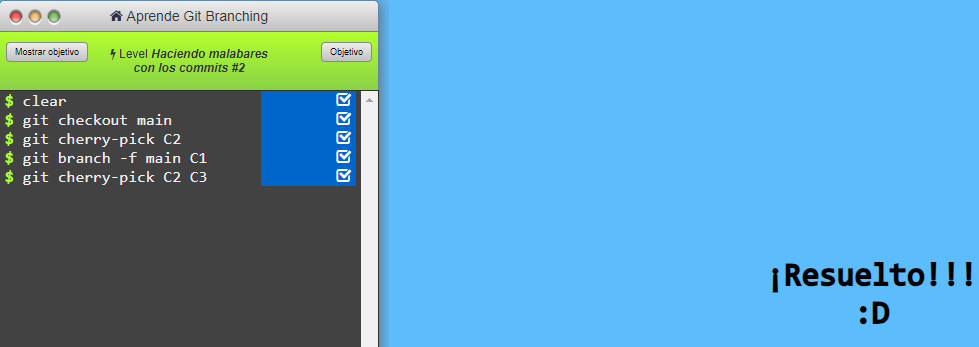 Aprende Git Branching
Mostrar objetivo
Level Haciendo malabares
con los commits #2
Objetivo
$ clear
$ git checkout main
$ git cherry-pick C2
$ git branch -f main C1
$ git cherry-pick C2 C3
¡Resuelto!!!
:D